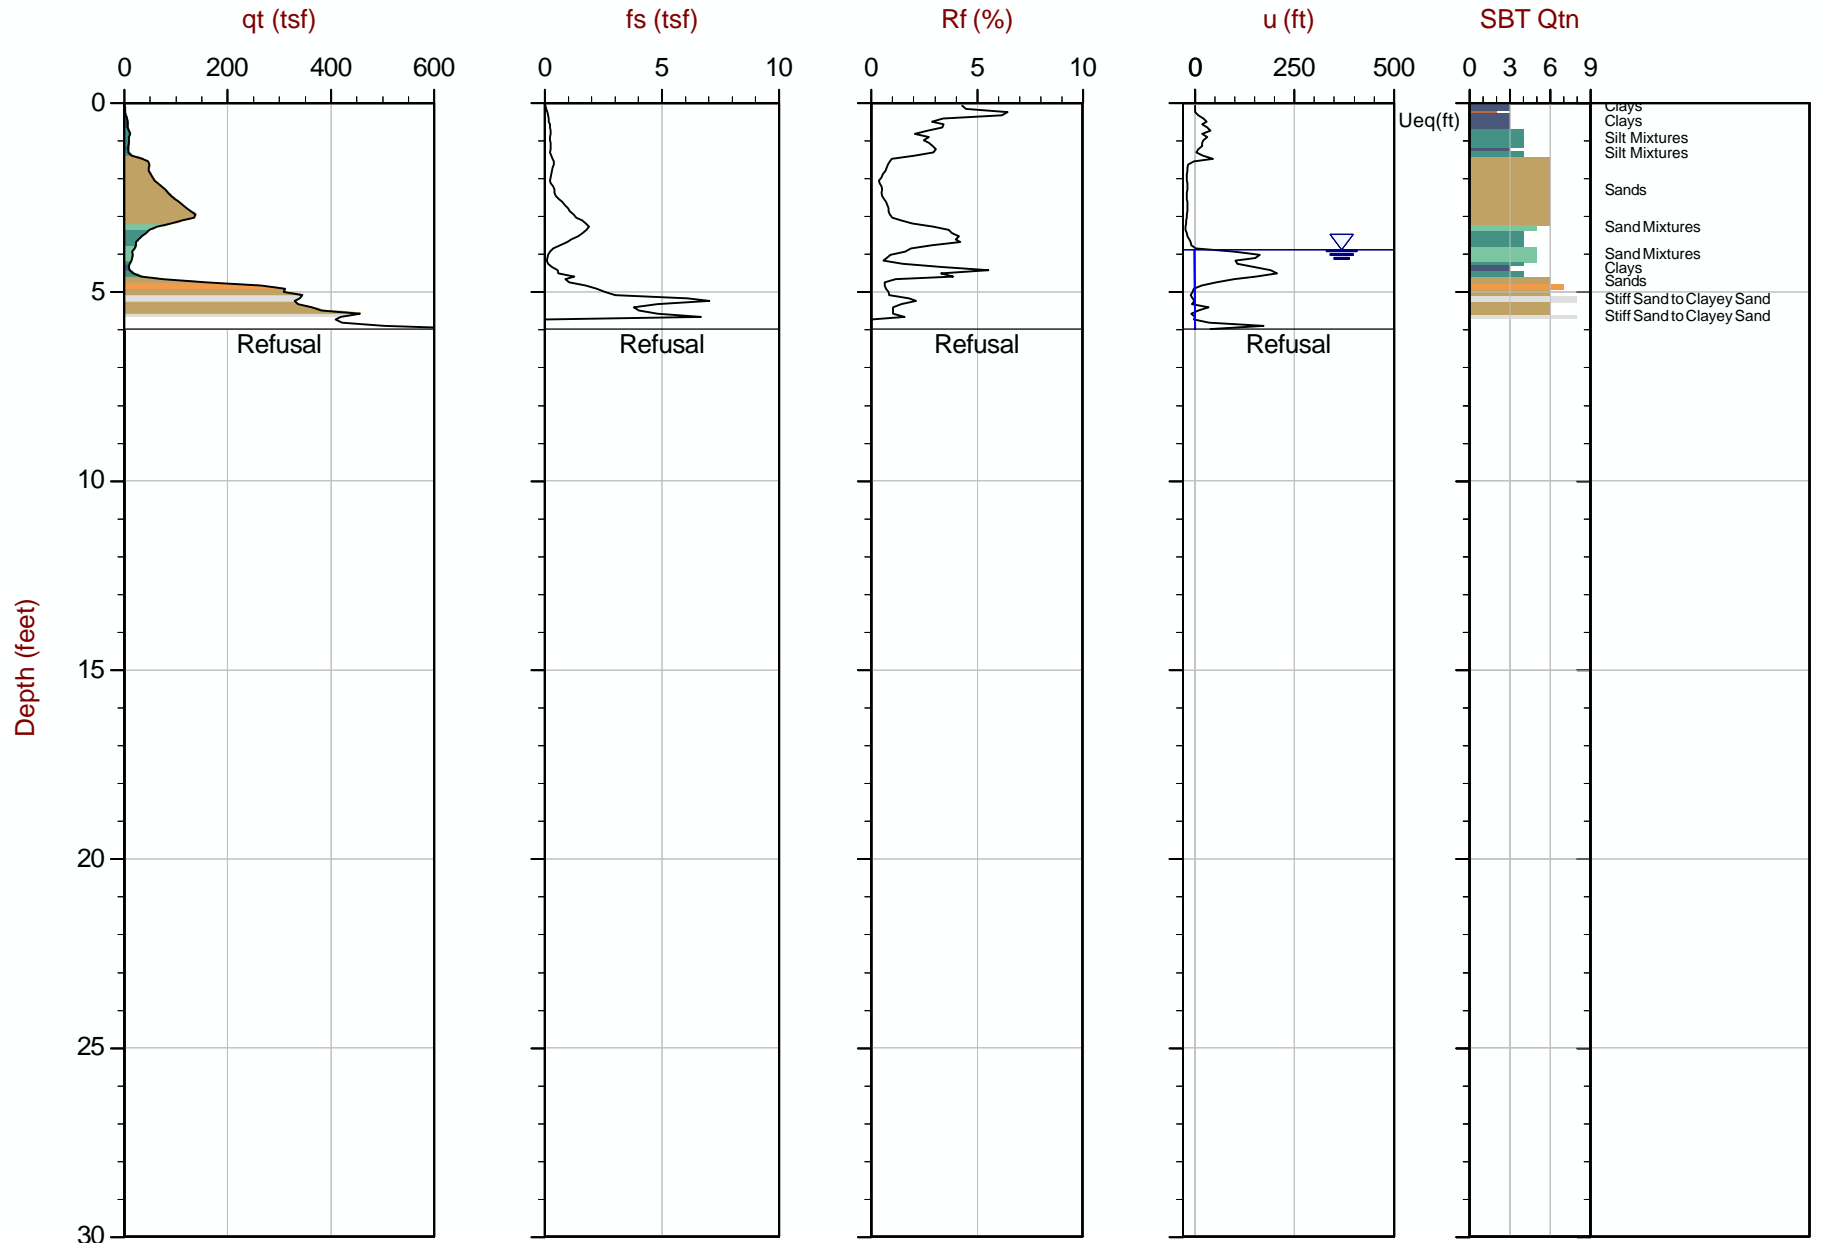 qt (tsf) fs (tsf) Rf (%) u (ft) SBT Qtn
0 200 400 600 0 5 10 0 5 10 0 250 500 0 3 6 9
0
Ueq(ft)
Clays
Clays
Silt Mixtures
Silt Mixtures
Sands
Sand Mixtures
Sand Mixtures
Clays
Sands
5
Stiff Sand to Clayey Sand
Stiff Sand to Clayey Sand
Refusal Refusal Refusal Refusal
10
Depth (feet)
15
20
25
30